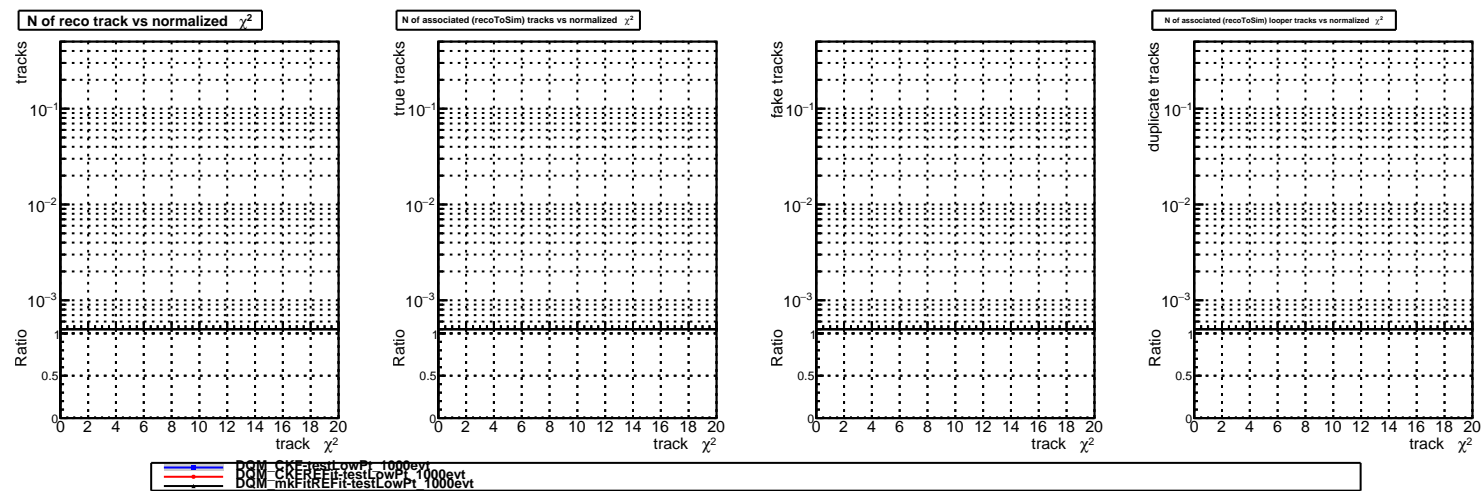 N of reco track vs normalized χ²
tracks
10⁻¹
10⁻²
10⁻³
Ratio
1
0.5
0
0 2 4 6 8 10 12 14 16 18 20
track χ²
N of associated (recoToSim) tracks vs normalized χ²
true tracks
10⁻¹
10⁻²
10⁻³
Ratio
1
0.5
0
0 2 4 6 8 10 12 14 16 18 20
track χ²
fake tracks
10⁻¹
10⁻²
10⁻³
Ratio
1
0.5
0
0 2 4 6 8 10 12 14 16 18 20
track χ²
N of associated (recoToSim) looper tracks vs normalized χ²
duplicate tracks
10⁻¹
10⁻²
10⁻³
Ratio
1
0.5
0
0 2 4 6 8 10 12 14 16 18 20
track χ²
DQM_CKF-testLowPt_1000evt
DQM_CKFREFit-testLowPt_1000evt
DQM_mkFitREFit-testLowPt_1000evt